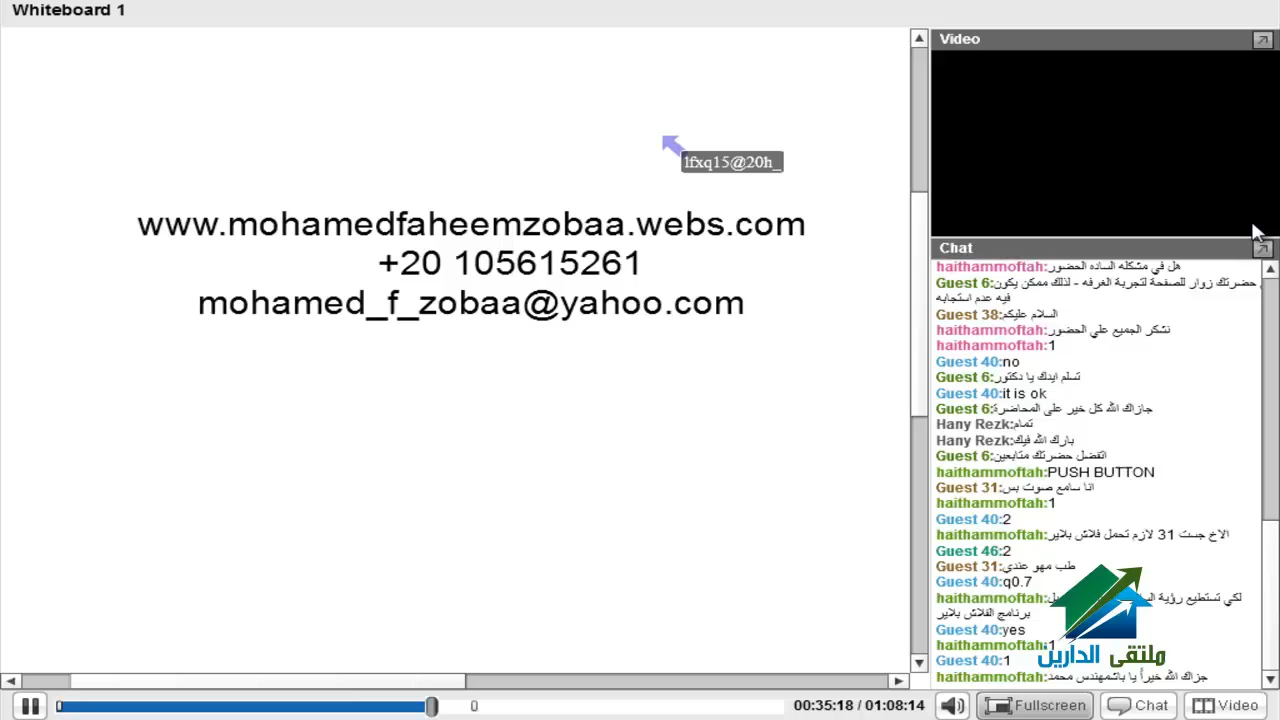 Whiteboard 1
lfxq15@20h_
www.mohamedfaheemzobaa.webs.com
+20 105615261
mohamed_f_zobaa@yahoo.com
Video
Chat
haithammoftah:هل في مشكله الساده الحضور
Guest 6:حضرتك زوار للصفحة لتجربة الغرفه - لذلك ممكن يكون
فيه عدم استجابه
Guest 38:السلام عليكم
haithammoftah:نشكر الجميع علي الحضور
haithammoftah:1
Guest 40:no
Guest 6:تسلم ايدك يا دكتور
Guest 40:it is ok
Guest 6:جازاك الله كل خير على المحاضرة
Hany Rezk:تمام
Hany Rezk:بارك الله فيك
Guest 6:اتفضل حضرتك متابعين
haithammoftah:PUSH BUTTON
Guest 31:انا سامع صوت بس
haithammoftah:1
Guest 40:2
haithammoftah:الاخ جست 31 لازم تحمل فلاش بلاير
Guest 46:2
Guest 31:طب مهو عندي
Guest 40:q0.7
haithammoftah:لكي تستطيع رؤية
برنامج الفلاش بلاير
Guest 40:yes
haithammoftah:1
Guest 40:1
haithammoftah:جزاك الله خيراً يا باشمهندس محمد
ملتقى الدارين
0
00:35:18 / 01:08:14
Fullscreen
Chat
Video